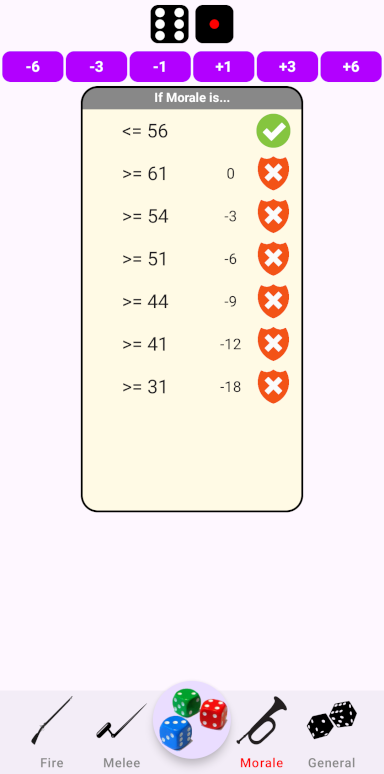 -6 -3 -1 +1 +3 +6
If Morale is...
<= 56
>= 61 0
>= 54 -3
>= 51 -6
>= 44 -9
>= 41 -12
>= 31 -18
Fire Melee Morale General